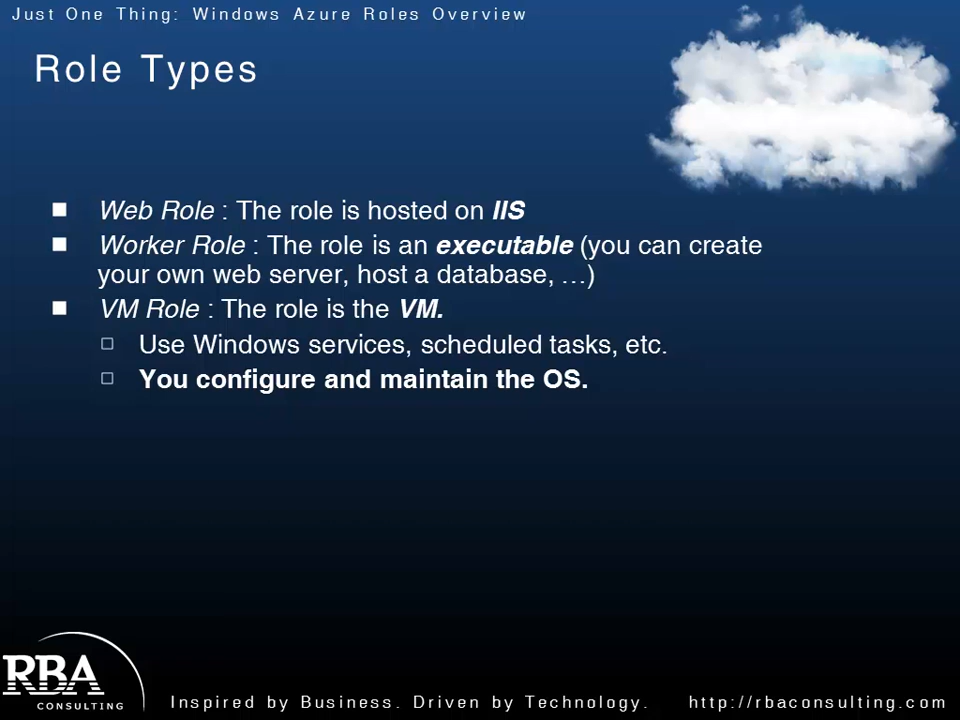 Just One Thing: Windows Azure Roles Overview
Role Types
Web Role : The role is hosted on IIS
Worker Role : The role is an executable (you can create
your own web server, host a database, …)
VM Role : The role is the VM.
Use Windows services, scheduled tasks, etc.
You configure and maintain the OS.
RBA
CONSULTING
Inspired by Business. Driven by Technology. http://rbaconsulting.com